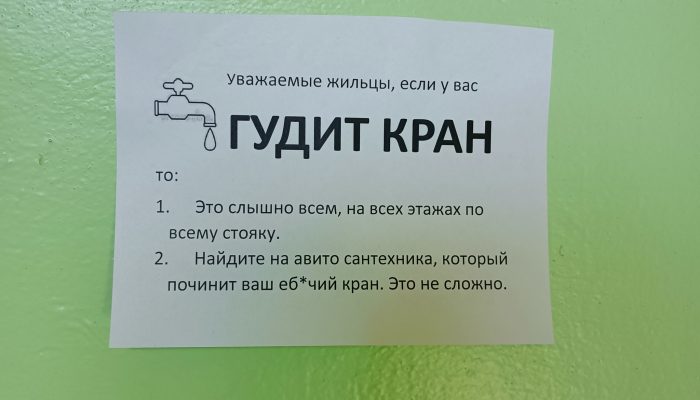 Уважаемые жильцы, если у вас
ГУДИТ КРАН
то:
1. Это слышно всем, на всех этажах по
всему стояку.
2. Найдите на авито сантехника, который
починит ваш еб*чий кран. Это не сложно.